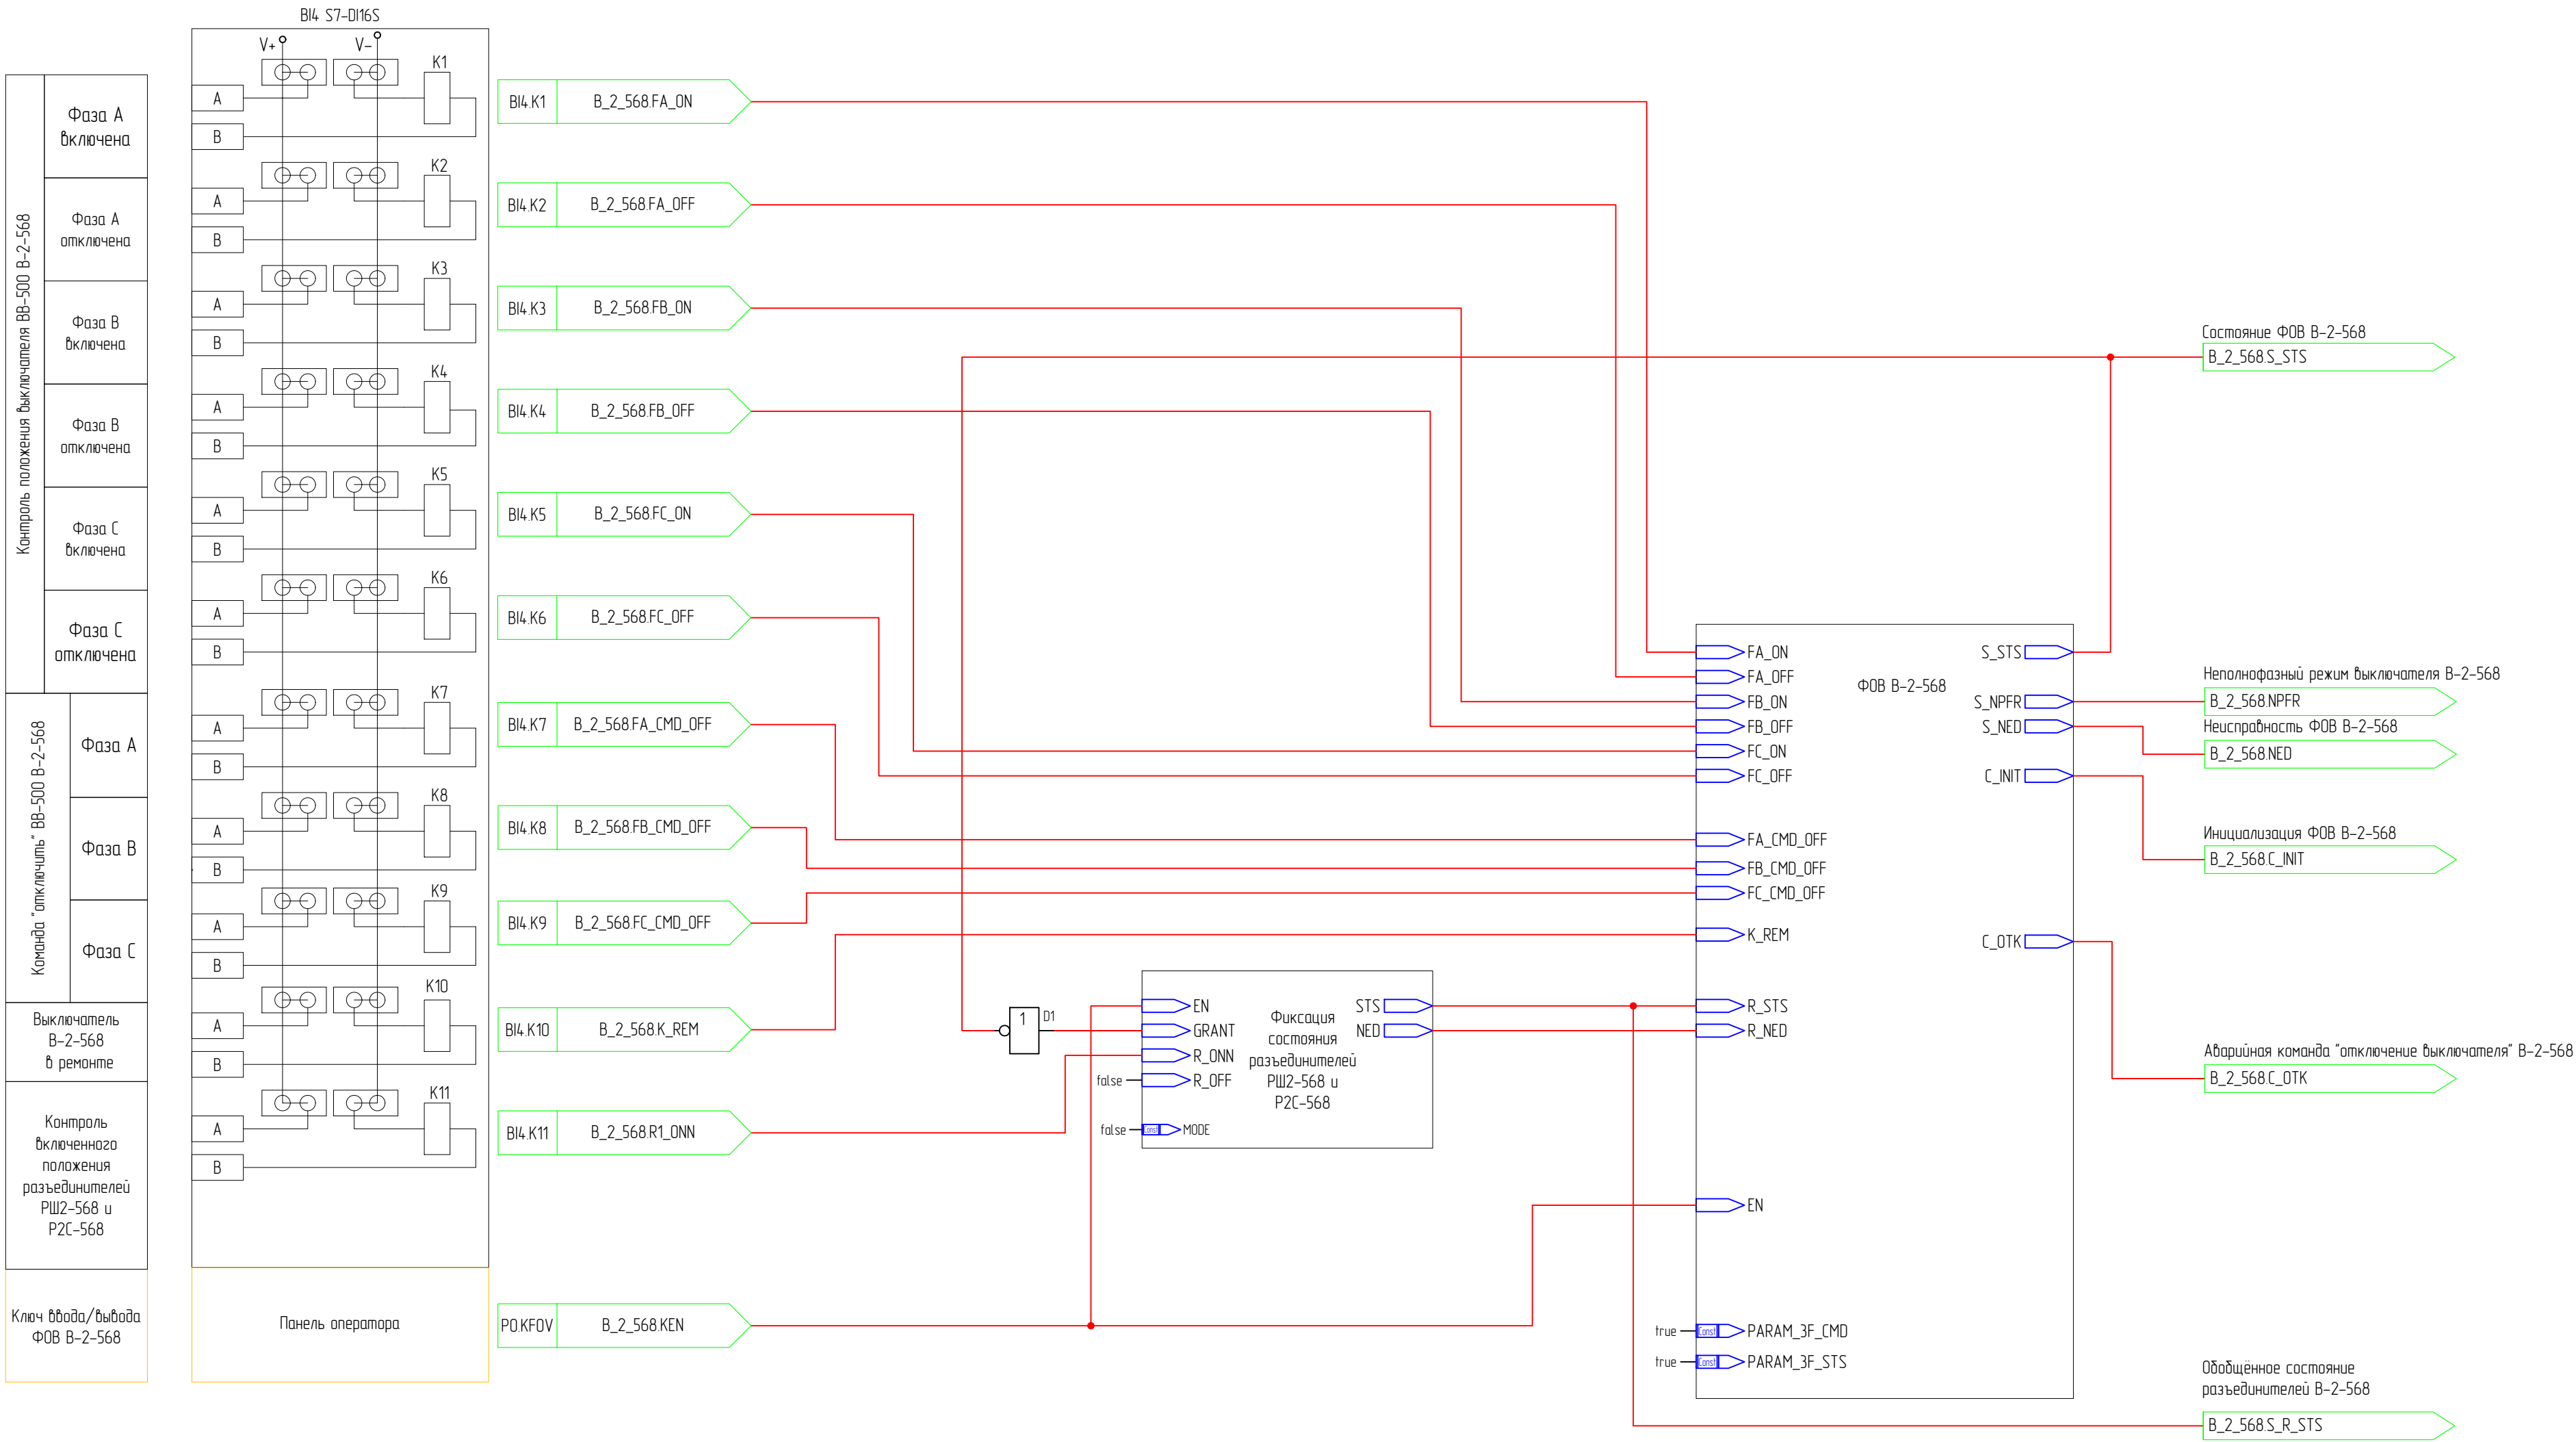 BI4 S7-DI16S
V+
V-
Контроль положения выключателя ВВ-500 В-2-568
Фаза А
включена
Фаза А
отключена
Фаза В
включена
Фаза В
отключена
Фаза С
включена
Фаза С
отключена
Команда "отключить" ВВ-500 В-2-568
Фаза А
Фаза В
Фаза С
Выключатель
В-2-568
в ремонте
Контроль
включенного
положения
разъединителей
РШ2-568 и
Р2С-568
Ключ ввода/вывода
ФОВ В-2-568
K1
A
B
K2
A
B
K3
A
B
K4
A
B
K5
A
B
K6
A
B
K7
A
B
K8
A
B
K9
A
B
K10
A
B
K11
A
B
Панель оператора
BI4.K1 B_2_568.FA_ON
BI4.K2 B_2_568.FA_OFF
BI4.K3 B_2_568.FB_ON
BI4.K4 B_2_568.FB_OFF
BI4.K5 B_2_568.FC_ON
BI4.K6 B_2_568.FC_OFF
BI4.K7 B_2_568.FA_CMD_OFF
BI4.K8 B_2_568.FB_CMD_OFF
BI4.K9 B_2_568.FC_CMD_OFF
BI4.K10 B_2_568.K_REM
BI4.K11 B_2_568.R1_ONN
PO.KFOV B_2_568.KEN
1
D1
EN
GRANT
R_ONN
false R_OFF
false Const MODE
Фиксация
состояния
разъединителей
РШ2-568 и
Р2С-568
STS
NED
ФОВ В-2-568
FA_ON
FA_OFF
FB_ON
FB_OFF
FC_ON
FC_OFF
FA_CMD_OFF
FB_CMD_OFF
FC_CMD_OFF
K_REM
R_STS
R_NED
EN
true Const PARAM_3F_CMD
true Const PARAM_3F_STS
S_STS
S_NPFR
S_NED
C_INIT
C_OTK
Состояние ФОВ В-2-568
B_2_568.S_STS
Неполнофазный режим выключателя В-2-568
B_2_568.NPFR
Неисправность ФОВ В-2-568
B_2_568.NED
Инициализация ФОВ В-2-568
B_2_568.C_INIT
Аварийная команда "отключение выключателя" В-2-568
B_2_568.C_OTK
Обобщённое состояние
разъединителей В-2-568
B_2_568.S_R_STS